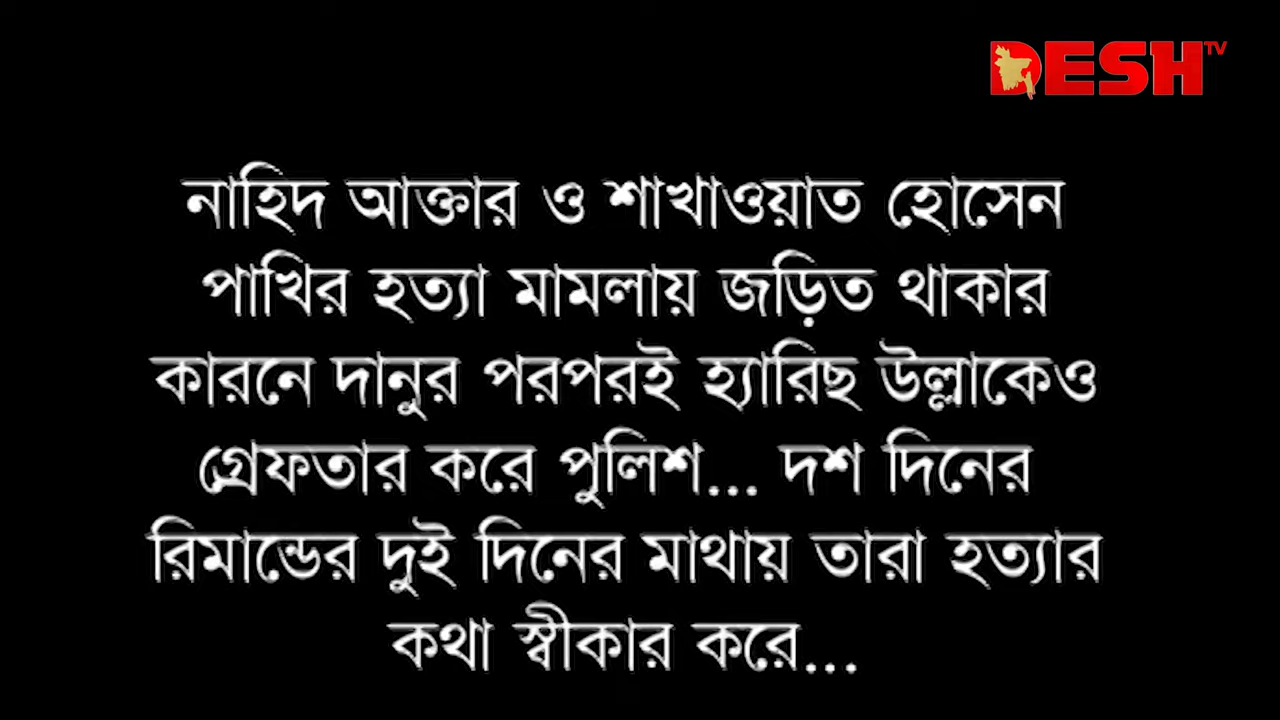 DESH TV
নাহিদ আক্তার ও শাখাওয়াত হোসেন
পাখির হত্যা মামলায় জড়িত থাকার
কারনে দানুর পরপরই হ্যারিছ উল্লাকেও
গ্রেফতার করে পুলিশ... দশ দিনের
রিমান্ডের দুই দিনের মাথায় তারা হত্যার
কথা স্বীকার করে...